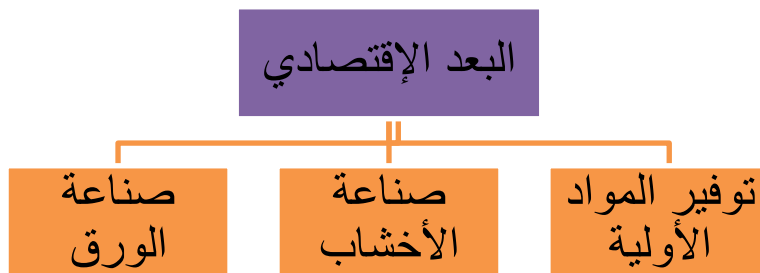 البعد الإقتصادي
توفير المواد
الأولية
صناعة
الأخشاب
صناعة
الورق